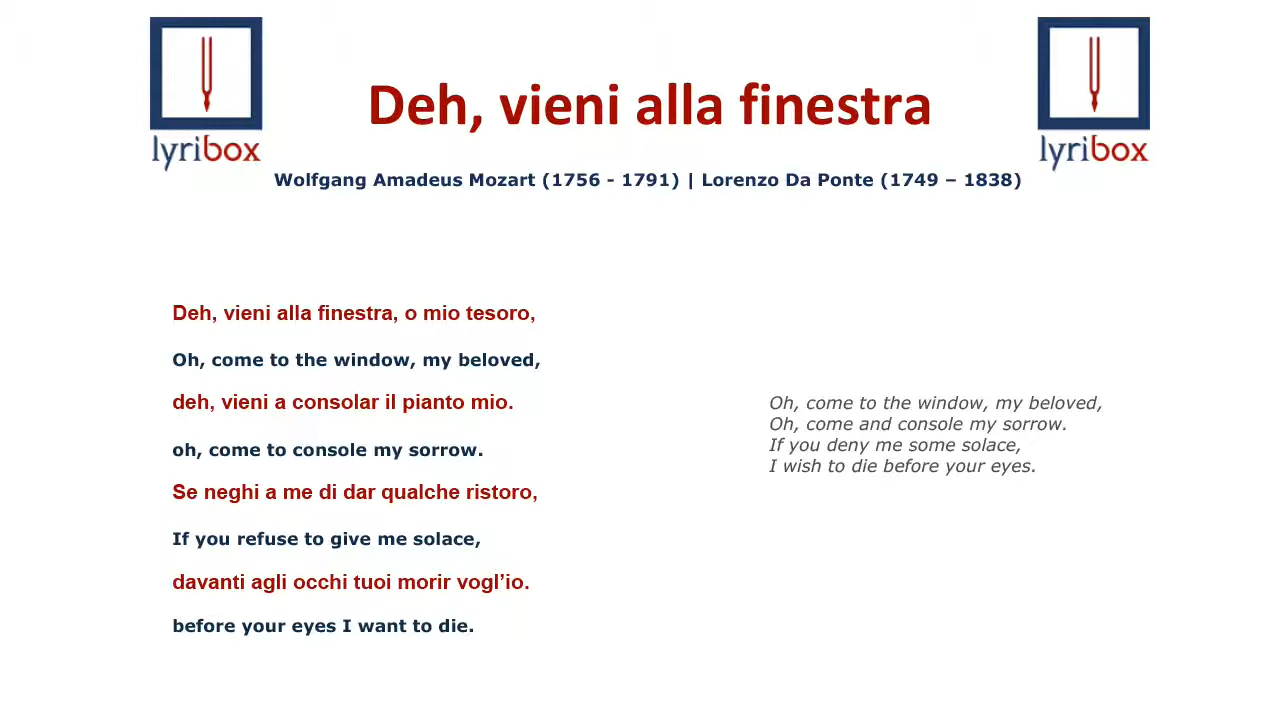 lyribox
Deh, vieni alla finestra
lyribox
Wolfgang Amadeus Mozart (1756 - 1791) | Lorenzo Da Ponte (1749 – 1838)
Deh, vieni alla finestra, o mio tesoro,
Oh, come to the window, my beloved,
deh, vieni a consolar il pianto mio.
oh, come to console my sorrow.
Se neghi a me di dar qualche ristoro,
If you refuse to give me solace,
davanti agli occhi tuoi morir vogl’io.
before your eyes I want to die.
Oh, come to the window, my beloved,
Oh, come and console my sorrow.
If you deny me some solace,
I wish to die before your eyes.